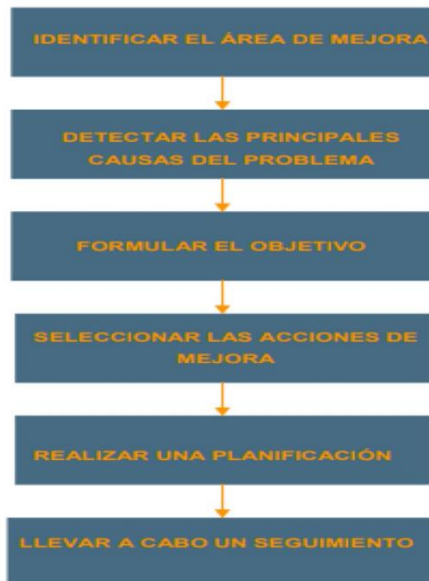 IDENTIFICAR EL ÁREA DE MEJORA
DETECTAR LAS PRINCIPALES
CAUSAS DEL PROBLEMA
FORMULAR EL OBJETIVO
SELECCIONAR LAS ACCIONES DE
MEJORA
REALIZAR UNA PLANIFICACIÓN
LLEVAR A CABO UN SEGUIMIENTO